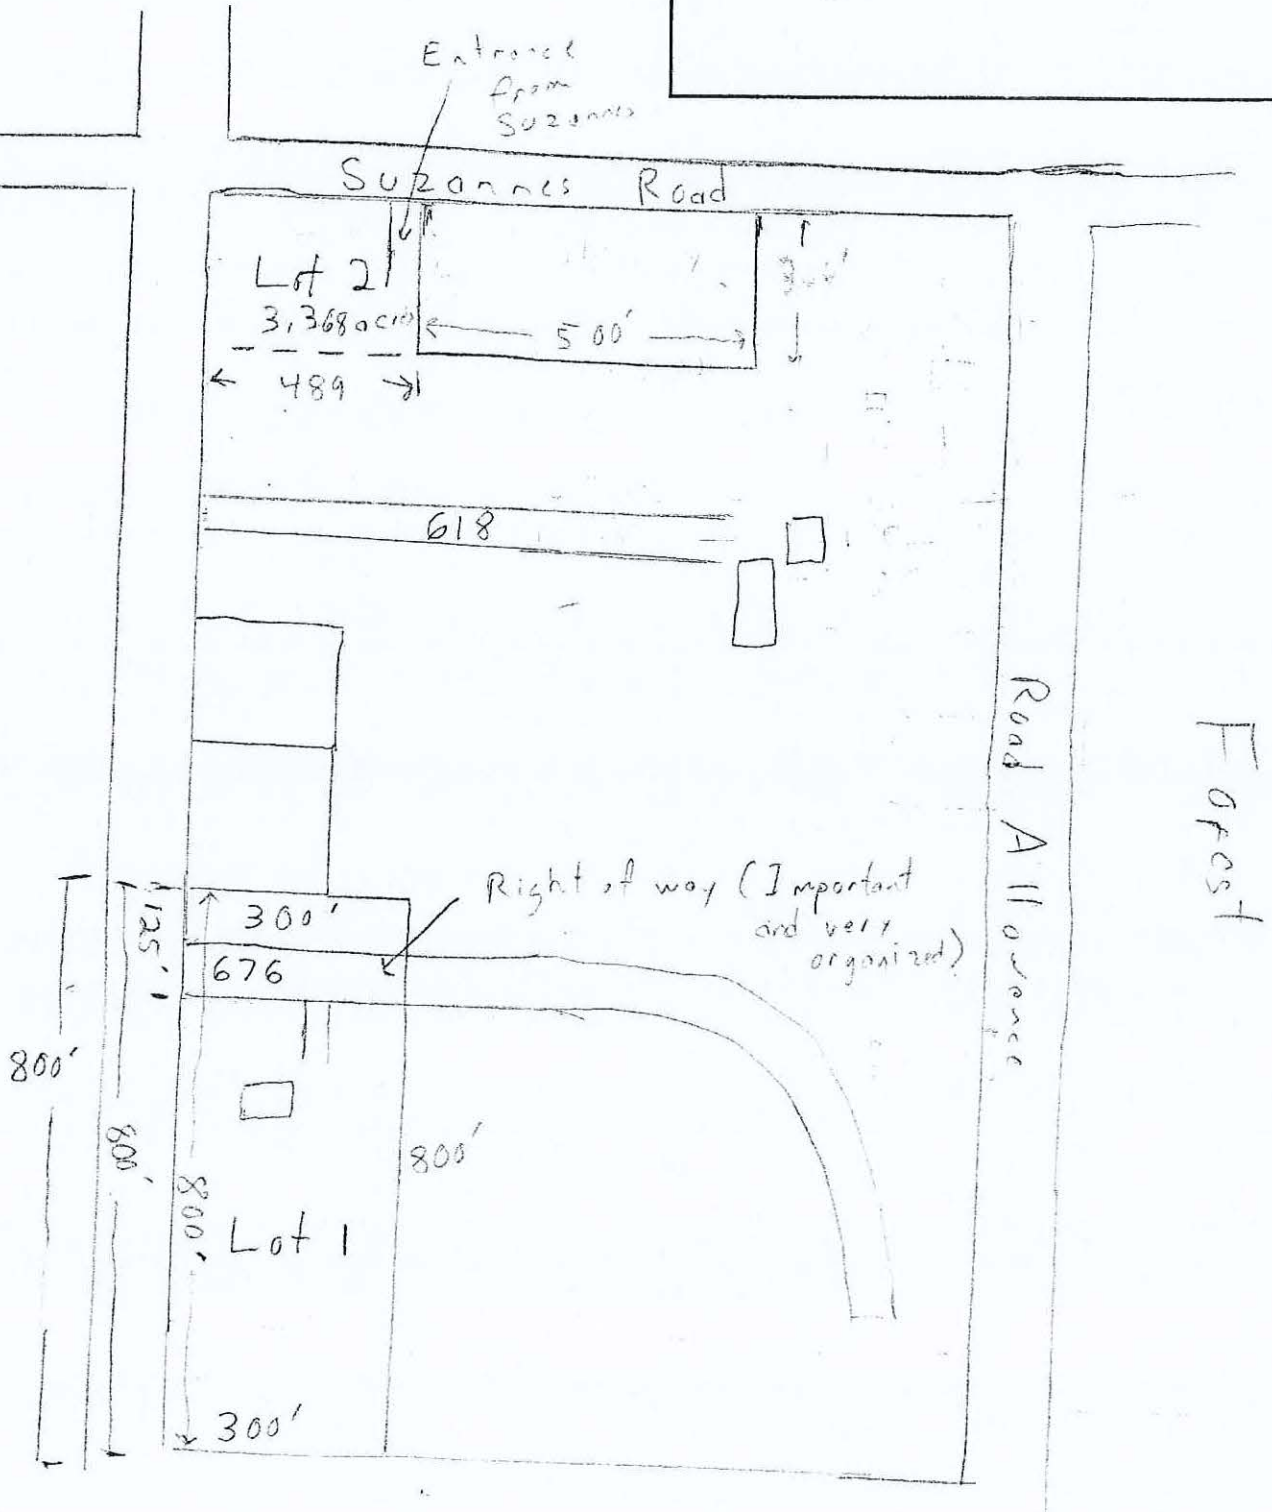 Entrance
from
Suzannes
Suzannes Road
Lot 2
3,368 acres
500'
300'
489
618
Road Allowance
Forest
Right of way (Important
and very
organized)
300'
125'
676
800'
800'
800'
800'
Lot 1
300'